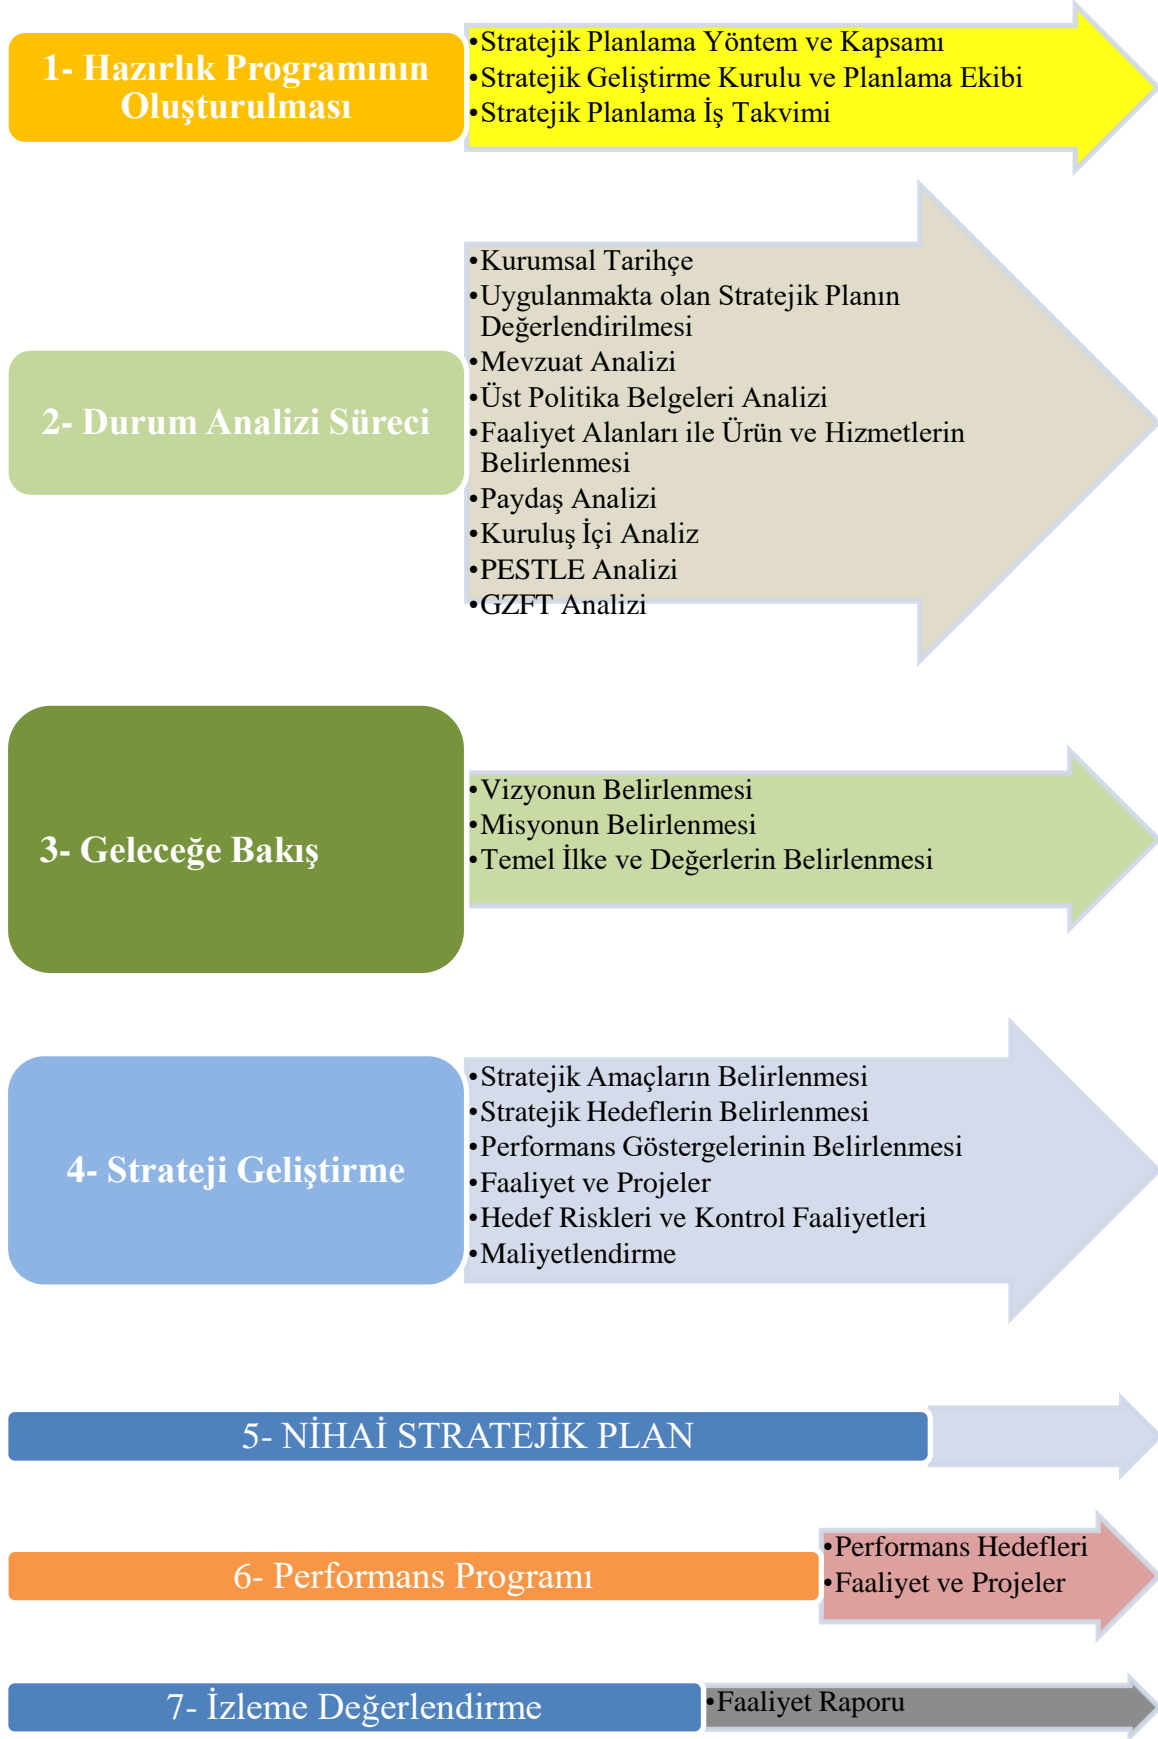 1- Hazırlık Programının
Oluşturulması
•Stratejik Planlama Yöntem ve Kapsamı
•Stratejik Geliştirme Kurulu ve Planlama Ekibi
•Stratejik Planlama İş Takvimi
2- Durum Analizi Süreci
•Kurumsal Tarihçe
•Uygulanmakta olan Stratejik Planın
Değerlendirilmesi
•Mevzuat Analizi
•Üst Politika Belgeleri Analizi
•Faaliyet Alanları ile Ürün ve Hizmetlerin
Belirlenmesi
•Paydaş Analizi
•Kuruluş İçi Analiz
•PESTLE Analizi
•GZFT Analizi
3- Geleceğe Bakış
•Vizyonun Belirlenmesi
•Misyonun Belirlenmesi
•Temel İlke ve Değerlerin Belirlenmesi
4- Strateji Geliştirme
•Stratejik Amaçların Belirlenmesi
•Stratejik Hedeflerin Belirlenmesi
•Performans Göstergelerinin Belirlenmesi
•Faaliyet ve Projeler
•Hedef Riskleri ve Kontrol Faaliyetleri
•Maliyetlendirme
5- NİHAİ STRATEJİK PLAN
6- Performans Programı
•Performans Hedefleri
•Faaliyet ve Projeler
7- İzleme Değerlendirme
•Faaliyet Raporu